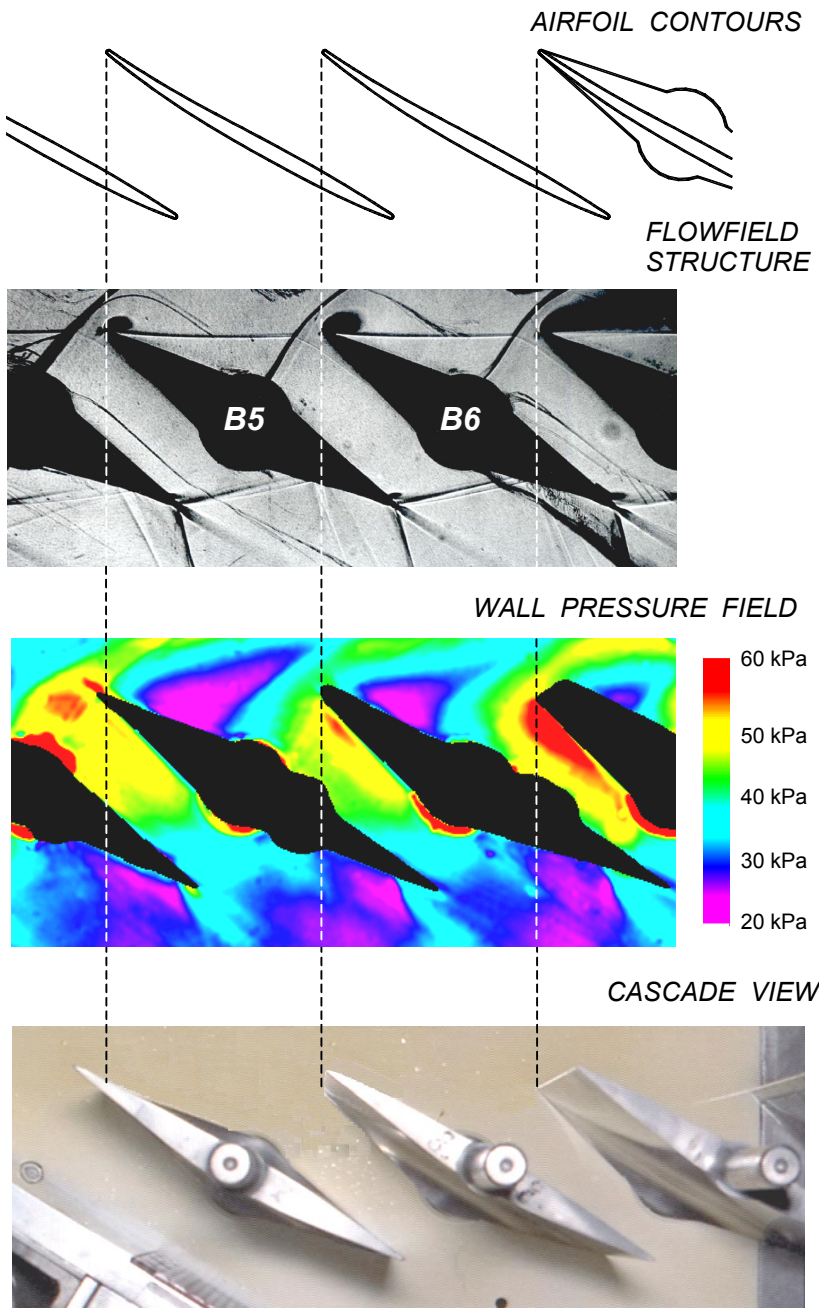 AIRFOIL CONTOURS
FLOWFIELD
STRUCTURE
B5
B6
WALL PRESSURE FIELD
60 kPa
50 kPa
40 kPa
30 kPa
20 kPa
CASCADE VIEW